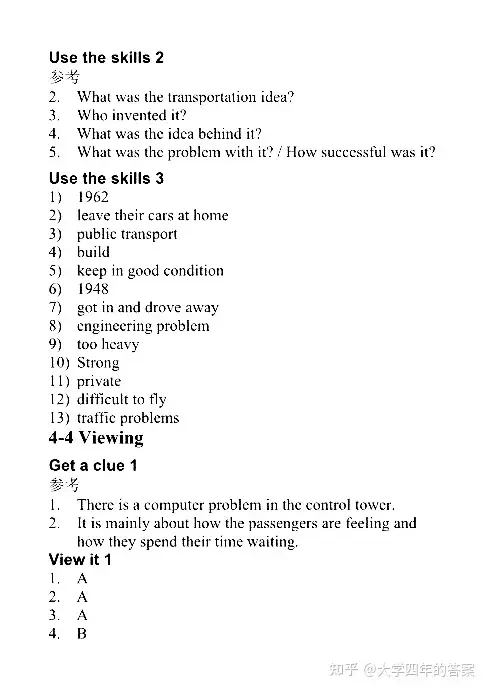 Use the skills 2
参考
2. What was the transportation idea?
3. Who invented it?
4. What was the idea behind it?
5. What was the problem with it? / How successful was it?
Use the skills 3
1) 1962
2) leave their cars at home
3) public transport
4) build
5) keep in good condition
6) 1948
7) got in and drove away
8) engineering problem
9) too heavy
10) Strong
11) private
12) difficult to fly
13) traffic problems
4-4 Viewing
Get a clue 1
参考
1. There is a computer problem in the control tower.
2. It is mainly about how the passengers are feeling and
how they spend their time waiting.
View it 1
1. A
2. A
3. A
4. B
知乎 @大学四年的答案